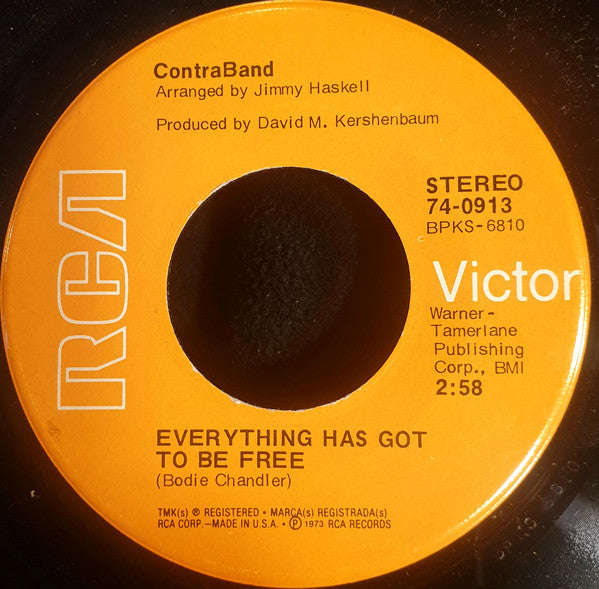 ContraBand
Arranged by Jimmy Haskell
Produced by David M. Kershenbaum
STEREO
74-0913
BPKS-6810
RCA
Victor
Warner-
Tamerlane
Publishing
Corp., BMI
2:58
EVERYTHING HAS GOT
TO BE FREE
(Bodie Chandler)
TMK(s) ® REGISTERED • MARCA(s) REGISTRADA(s)
RCA CORP.—MADE IN U.S.A. • ℗ 1973 RCA RECORDS